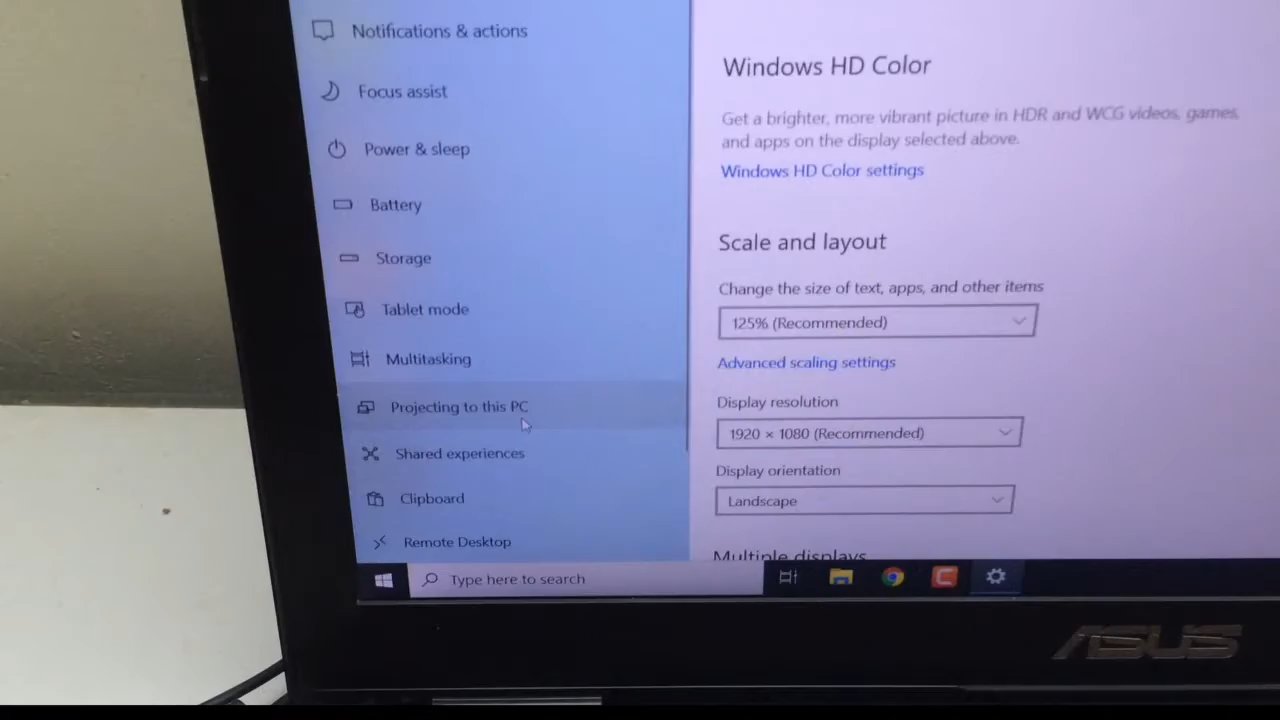 Notifications & actions
Focus assist
Power & sleep
Battery
Storage
Tablet mode
Multitasking
Projecting to this PC
Shared experiences
Clipboard
Remote Desktop
Windows HD Color
Get a brighter, more vibrant picture in HDR and WCG videos, games,
and apps on the display selected above.
Windows HD Color settings
Scale and layout
Change the size of text, apps, and other items
125% (Recommended)
Advanced scaling settings
Display resolution
1920 × 1080 (Recommended)
Display orientation
Landscape
Multiple displays
Type here to search
ASUS